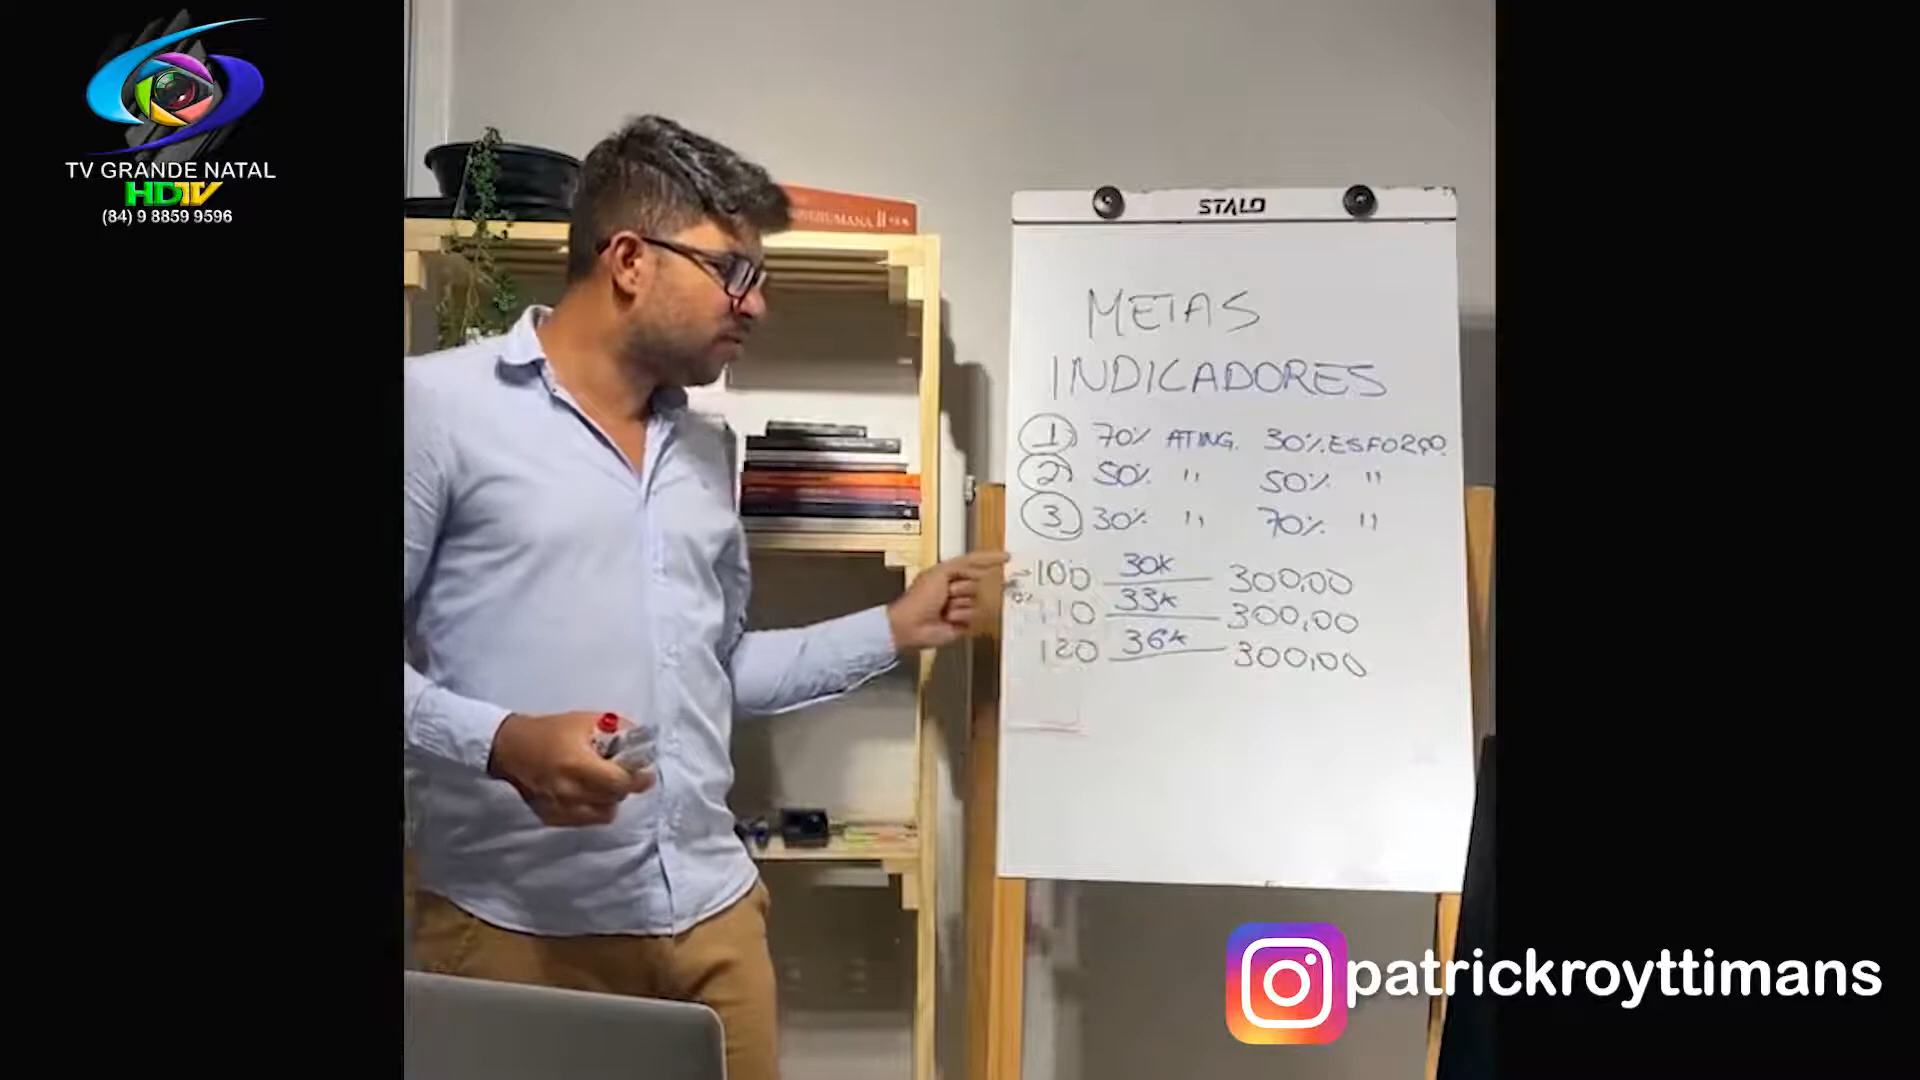 TV GRANDE NATAL
HDTV
(84) 9 8859 9596
STALO
METAS
INDICADORES
1 70% ATING. 30% ESFORÇO.
2 50% " 50% "
3 30% " 70% "
100 30K 300,00
110 33K 300,00
120 36K 300,00
patrickroyttimans